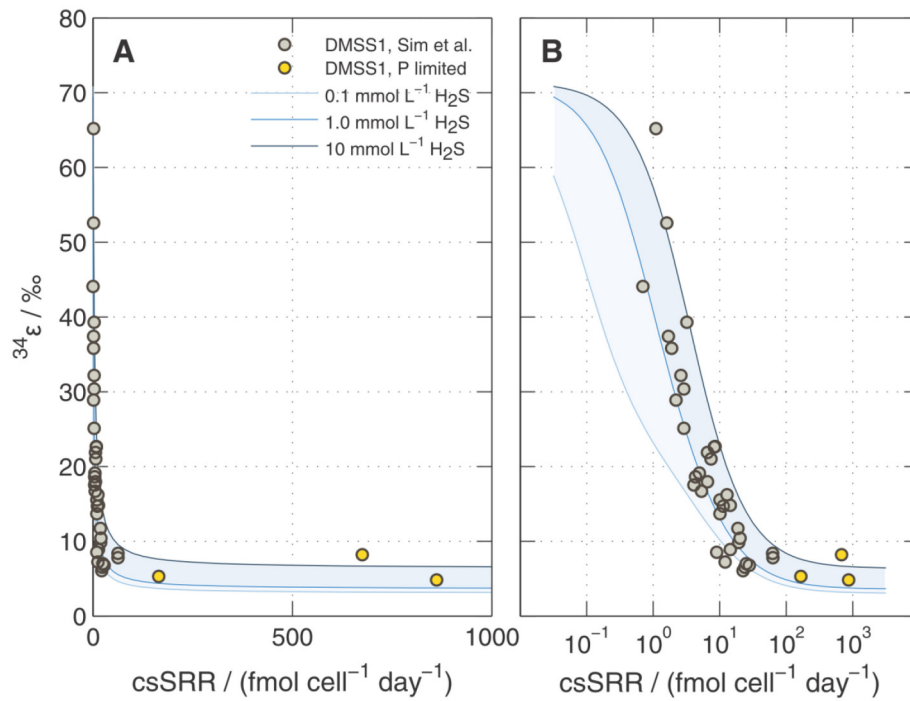 80
70
60
50
40
30
20
10
0
³⁴ε / ‰
A
DMSS1, Sim et al.
DMSS1, P limited
0.1 mmol L⁻¹ H₂S
1.0 mmol L⁻¹ H₂S
10 mmol L⁻¹ H₂S
0 500 1000
csSRR / (fmol cell⁻¹ day⁻¹)
B
10⁻¹ 10⁰ 10¹ 10² 10³
csSRR / (fmol cell⁻¹ day⁻¹)